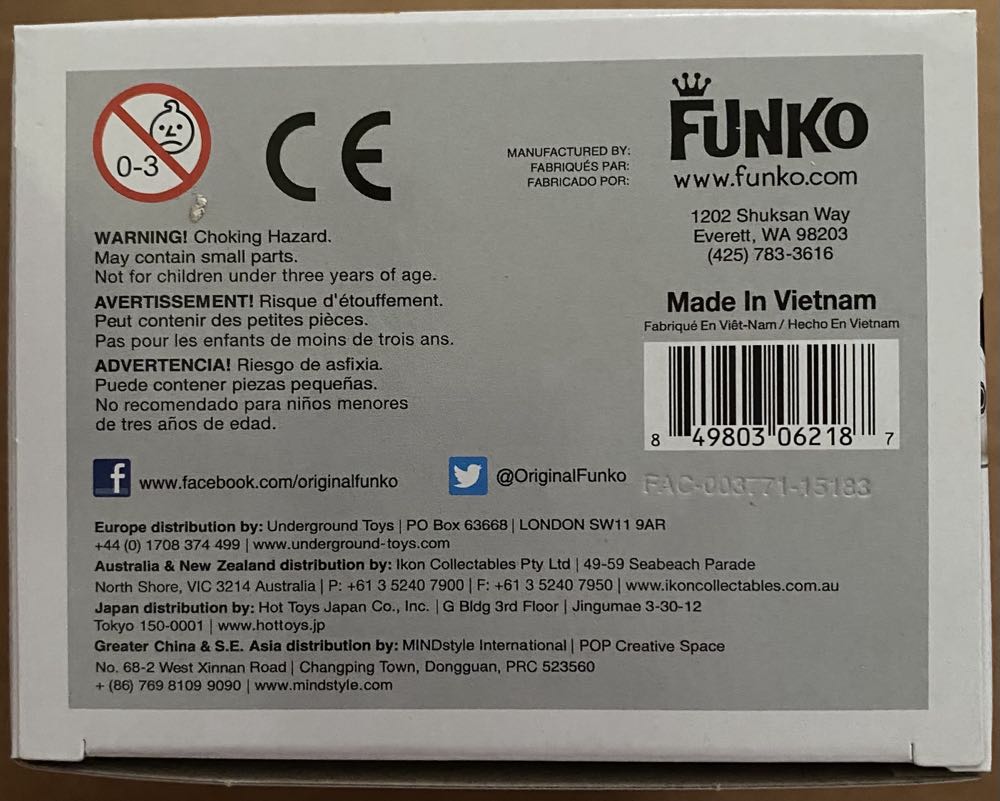 0-3
CE
MANUFACTURED BY:
FABRIQUÉS PAR:
FABRICADO POR:
FUNKO
www.funko.com
1202 Shuksan Way
Everett, WA 98203
(425) 783-3616
WARNING! Choking Hazard.
May contain small parts.
Not for children under three years of age.
AVERTISSEMENT! Risque d'étouffement.
Peut contenir des petites pièces.
Pas pour les enfants de moins de trois ans.
ADVERTENCIA! Riesgo de asfixia.
Puede contener piezas pequeñas.
No recomendado para niños menores
de tres años de edad.
Made In Vietnam
Fabriqué En Viêt-Nam / Hecho En Vietnam
8 49803 06218 7
f www.facebook.com/originalfunko
@OriginalFunko
FAC-003771-15183
Europe distribution by: Underground Toys | PO Box 63668 | LONDON SW11 9AR
+44 (0) 1708 374 499 | www.underground-toys.com
Australia & New Zealand distribution by: Ikon Collectables Pty Ltd | 49-59 Seabeach Parade
North Shore, VIC 3214 Australia | P: +61 3 5240 7900 | F: +61 3 5240 7950 | www.ikoncollectables.com.au
Japan distribution by: Hot Toys Japan Co., Inc. | G Bldg 3rd Floor | Jingumae 3-30-12
Tokyo 150-0001 | www.hottoys.jp
Greater China & S.E. Asia distribution by: MINDstyle International | POP Creative Space
No. 68-2 West Xinnan Road | Changping Town, Dongguan, PRC 523560
+ (86) 769 8109 9090 | www.mindstyle.com